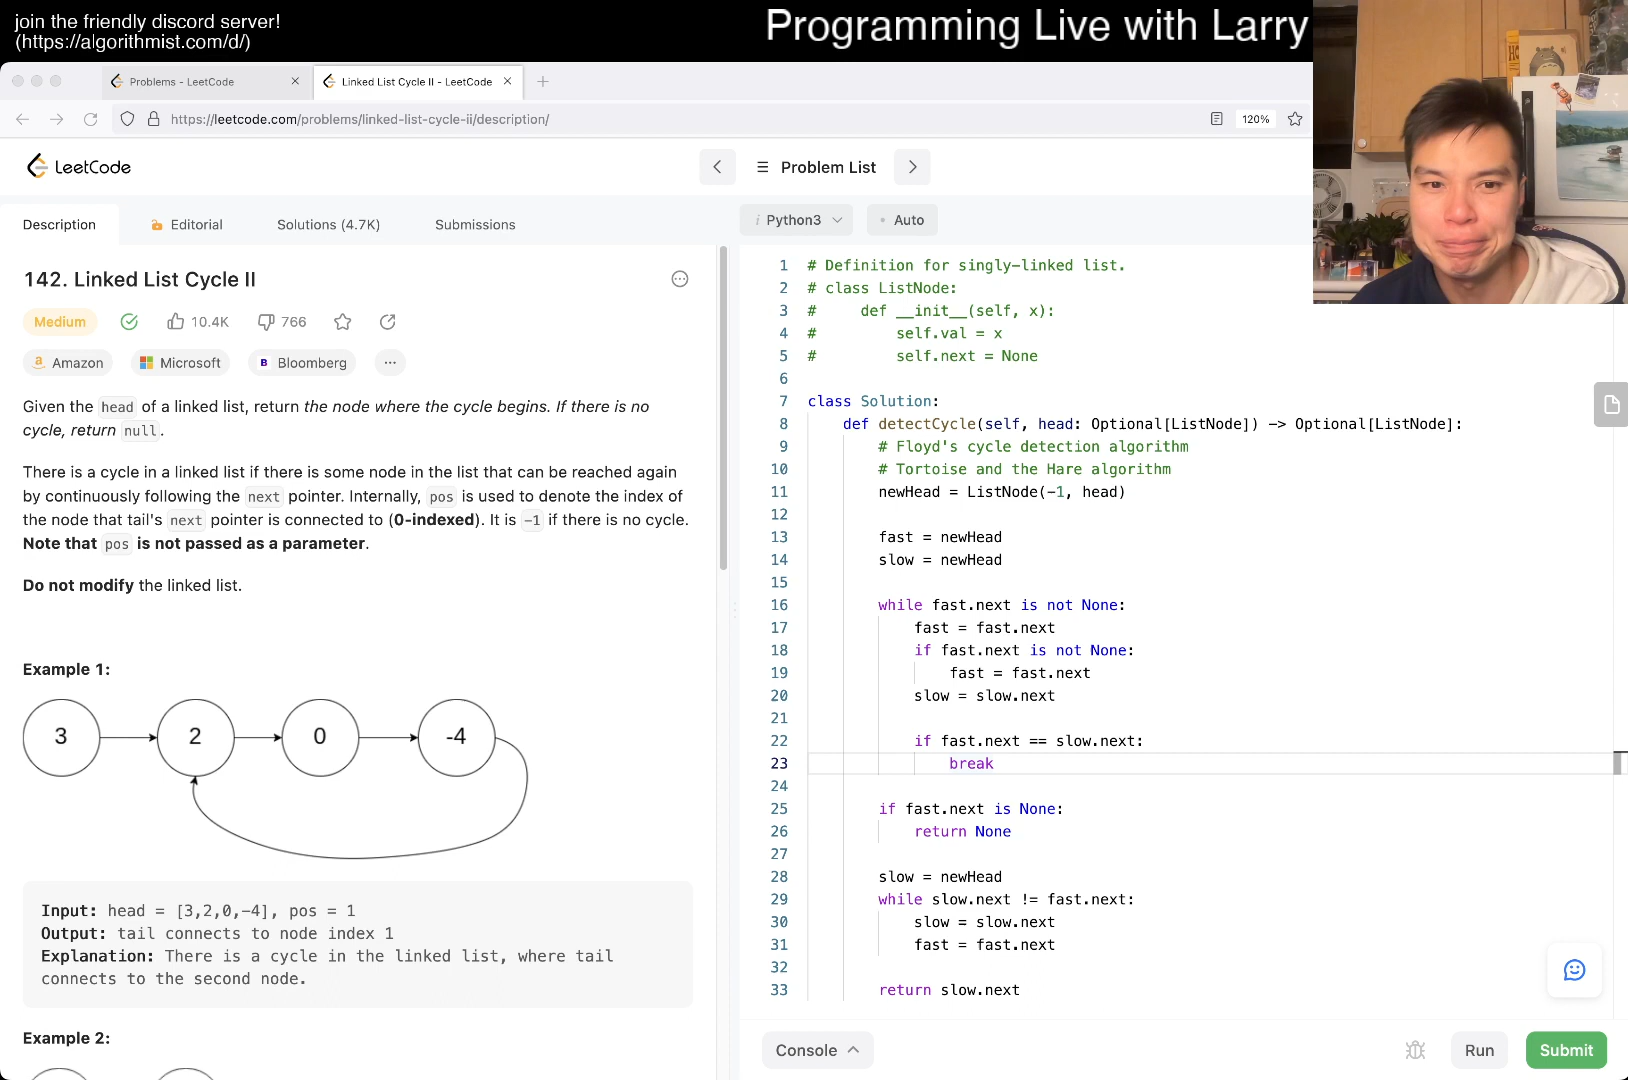 join the friendly discord server!
(https://algorithmist.com/d/)
Programming Live with Larry
Problems - LeetCode
Linked List Cycle II - LeetCode
https://leetcode.com/problems/linked-list-cycle-ii/description/
120%
LeetCode
Problem List
Description
Editorial
Solutions (4.7K)
Submissions
i Python3
Auto
142. Linked List Cycle II
Medium
10.4K
766
Amazon
Microsoft
B Bloomberg
Given the head of a linked list, return the node where the cycle begins. If there is no
cycle, return null.
There is a cycle in a linked list if there is some node in the list that can be reached again
by continuously following the next pointer. Internally, pos is used to denote the index of
the node that tail's next pointer is connected to (0-indexed). It is -1 if there is no cycle.
Note that pos is not passed as a parameter.
Do not modify the linked list.
Example 1:
3
2
0
-4
Input: head = [3,2,0,-4], pos = 1
Output: tail connects to node index 1
Explanation: There is a cycle in the linked list, where tail
connects to the second node.
Example 2:
1 # Definition for singly-linked list.
2 # class ListNode:
3 #     def __init__(self, x):
4 #         self.val = x
5 #         self.next = None
6
7 class Solution:
8     def detectCycle(self, head: Optional[ListNode]) -> Optional[ListNode]:
9         # Floyd's cycle detection algorithm
10         # Tortoise and the Hare algorithm
11         newHead = ListNode(-1, head)
12
13         fast = newHead
14         slow = newHead
15
16         while fast.next is not None:
17             fast = fast.next
18             if fast.next is not None:
19                 fast = fast.next
20             slow = slow.next
21
22             if fast.next == slow.next:
23                 break
24
25         if fast.next is None:
26             return None
27
28         slow = newHead
29         while slow.next != fast.next:
30             slow = slow.next
31             fast = fast.next
32
33         return slow.next
Console
Run
Submit